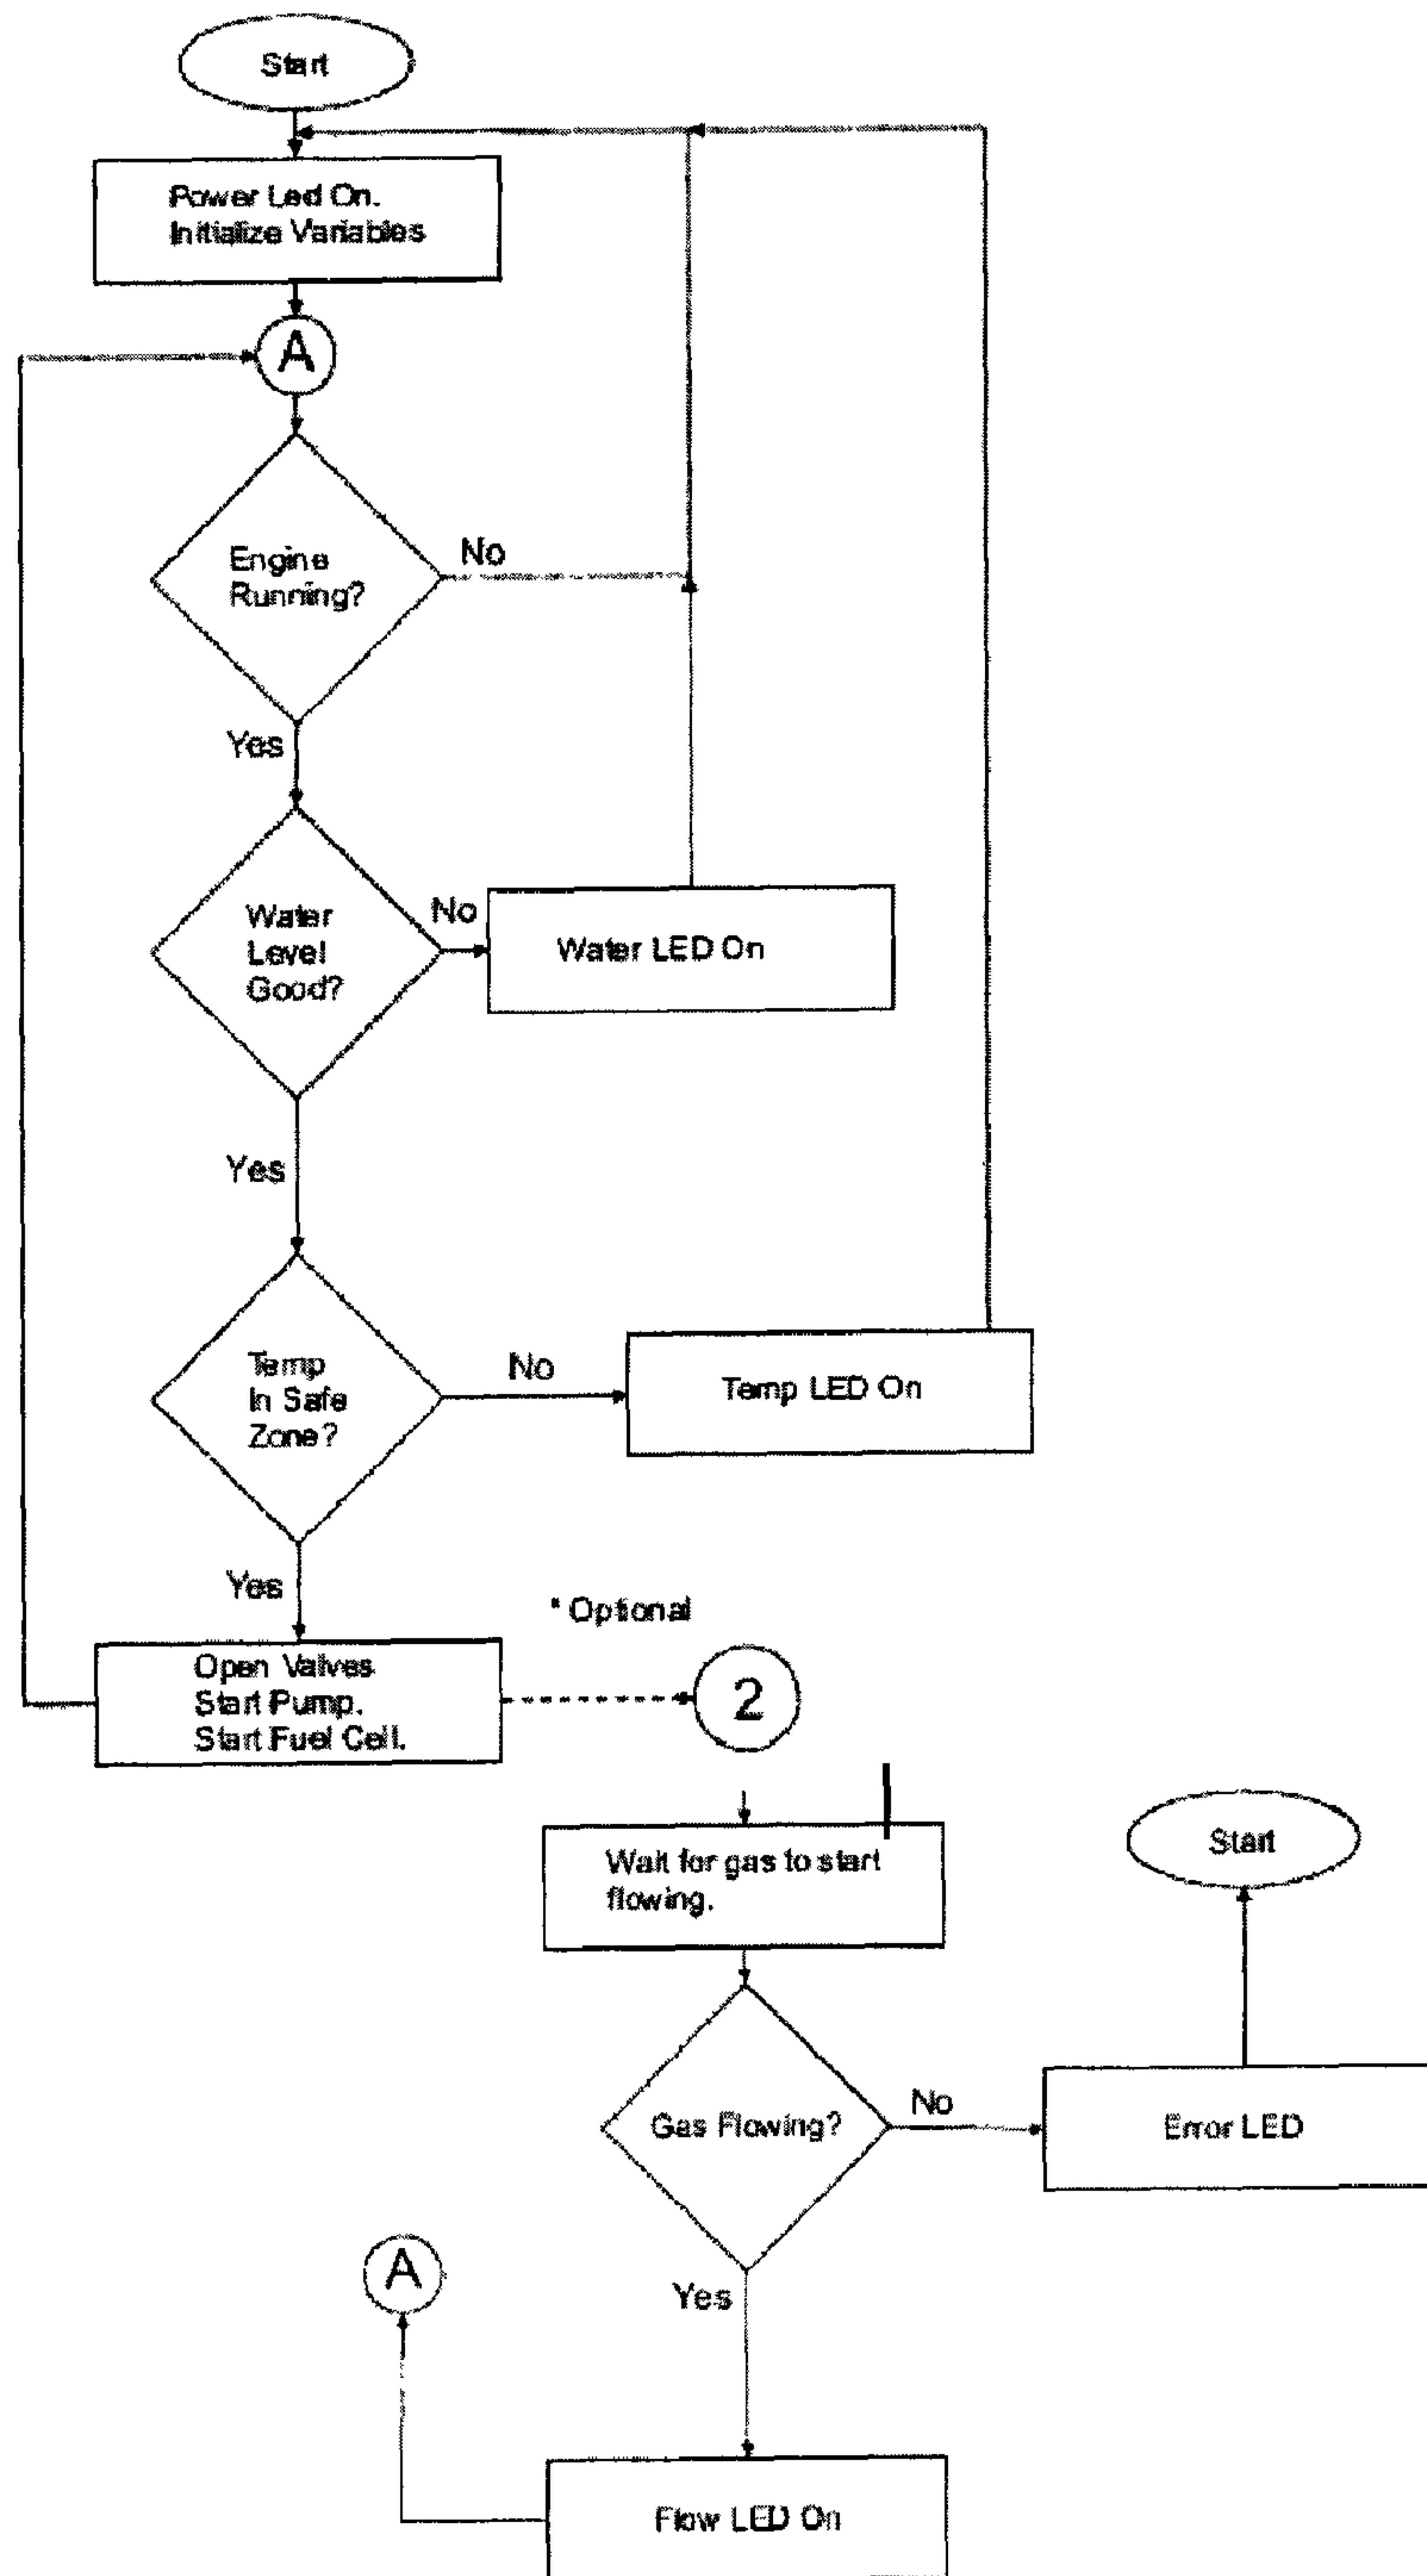 Start
Power Led On.
Initialize Variables
A
Engine
Running?
No
Yes
Water
Level
Good?
No
Water LED On
Yes
Temp
In Safe
Zone?
No
Temp LED On
Yes
* Optional
Open Valves
Start Pump.
Start Fuel Cell.
2
Wait for gas to start
flowing.
Start
Gas Flowing?
No
Error LED
A
Yes
Flow LED On